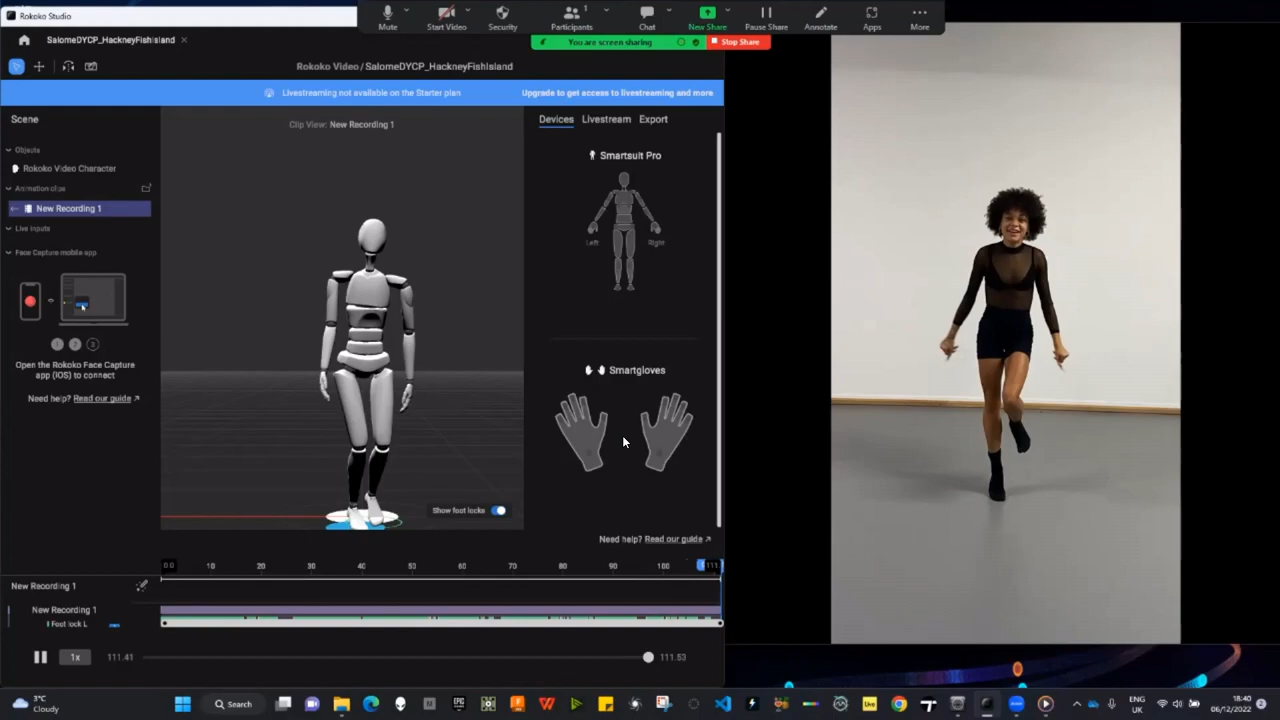 Rokoko Studio
Mute
Start Video
Security
Participants
1
Chat
New Share
Pause Share
Annotate
Apps
More
SalomeDYCP_HackneyFishIsland
You are screen sharing
Stop Share
Rokoko Video / SalomeDYCP_HackneyFishIsland
Livestreaming not available on the Starter plan
Upgrade to get access to livestreaming and more
Scene
Clip View: New Recording 1
Devices
Livestream
Export
Objects
Rokoko Video Character
Animation clips
New Recording 1
Live inputs
Face Capture mobile app
1 2 3
Open the Rokoko Face Capture
app (iOS) to connect
Need help? Read our guide
Smartsuit Pro
Left
Right
Smartgloves
Show foot locks
Need help? Read our guide
0.0 10 20 30 40 50 60 70 80 90 100 111.
New Recording 1
New Recording 1
Foot lock L
1x
111.41
111.53
3°C
Cloudy
Search
ENG
UK
18:40
06/12/2022